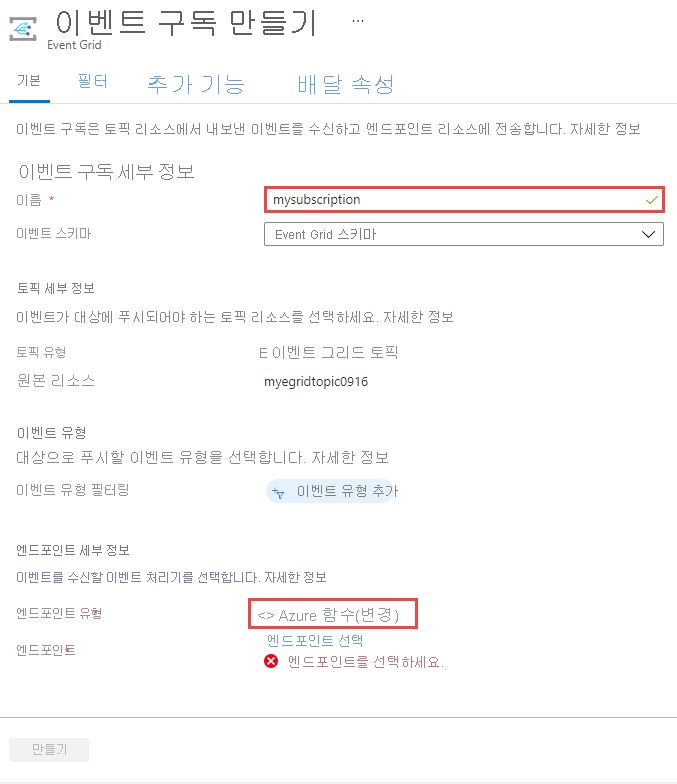 이벤트 구독 만들기 ...
Event Grid
기본 필터 추가 기능 배달 속성
이벤트 구독은 토픽 리소스에서 내보낸 이벤트를 수신하고 엔드포인트 리소스에 전송합니다. 자세한 정보
이벤트 구독 세부 정보
이름 * mysubscription
이벤트 스키마 Event Grid 스키마
토픽 세부 정보
이벤트가 대상에 푸시되어야 하는 토픽 리소스를 선택하세요. 자세한 정보
토픽 유형 E 이벤트 그리드 토픽
원본 리소스 myegridtopic0916
이벤트 유형
대상으로 푸시할 이벤트 유형을 선택합니다. 자세한 정보
이벤트 유형 필터링 이벤트 유형 추가
엔드포인트 세부 정보
이벤트를 수신할 이벤트 처리기를 선택합니다. 자세한 정보
엔드포인트 유형 <> Azure 함수(변경)
엔드포인트 엔드포인트 선택
엔드포인트를 선택하세요.
만들기